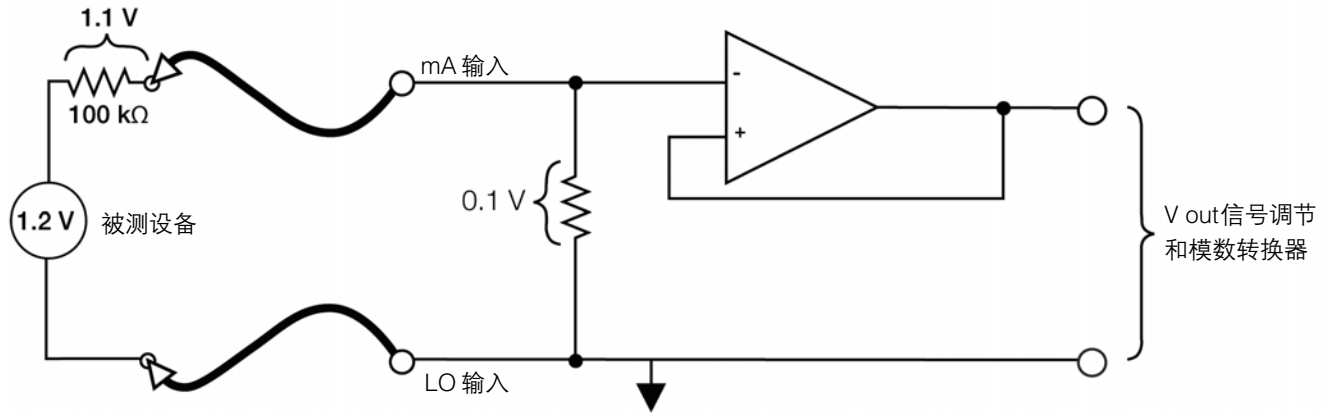 1.1 V
100 kΩ
mA 输入
-
+
0.1 V
1.2 V
被测设备
V out信号调节
和模数转换器
LO 输入